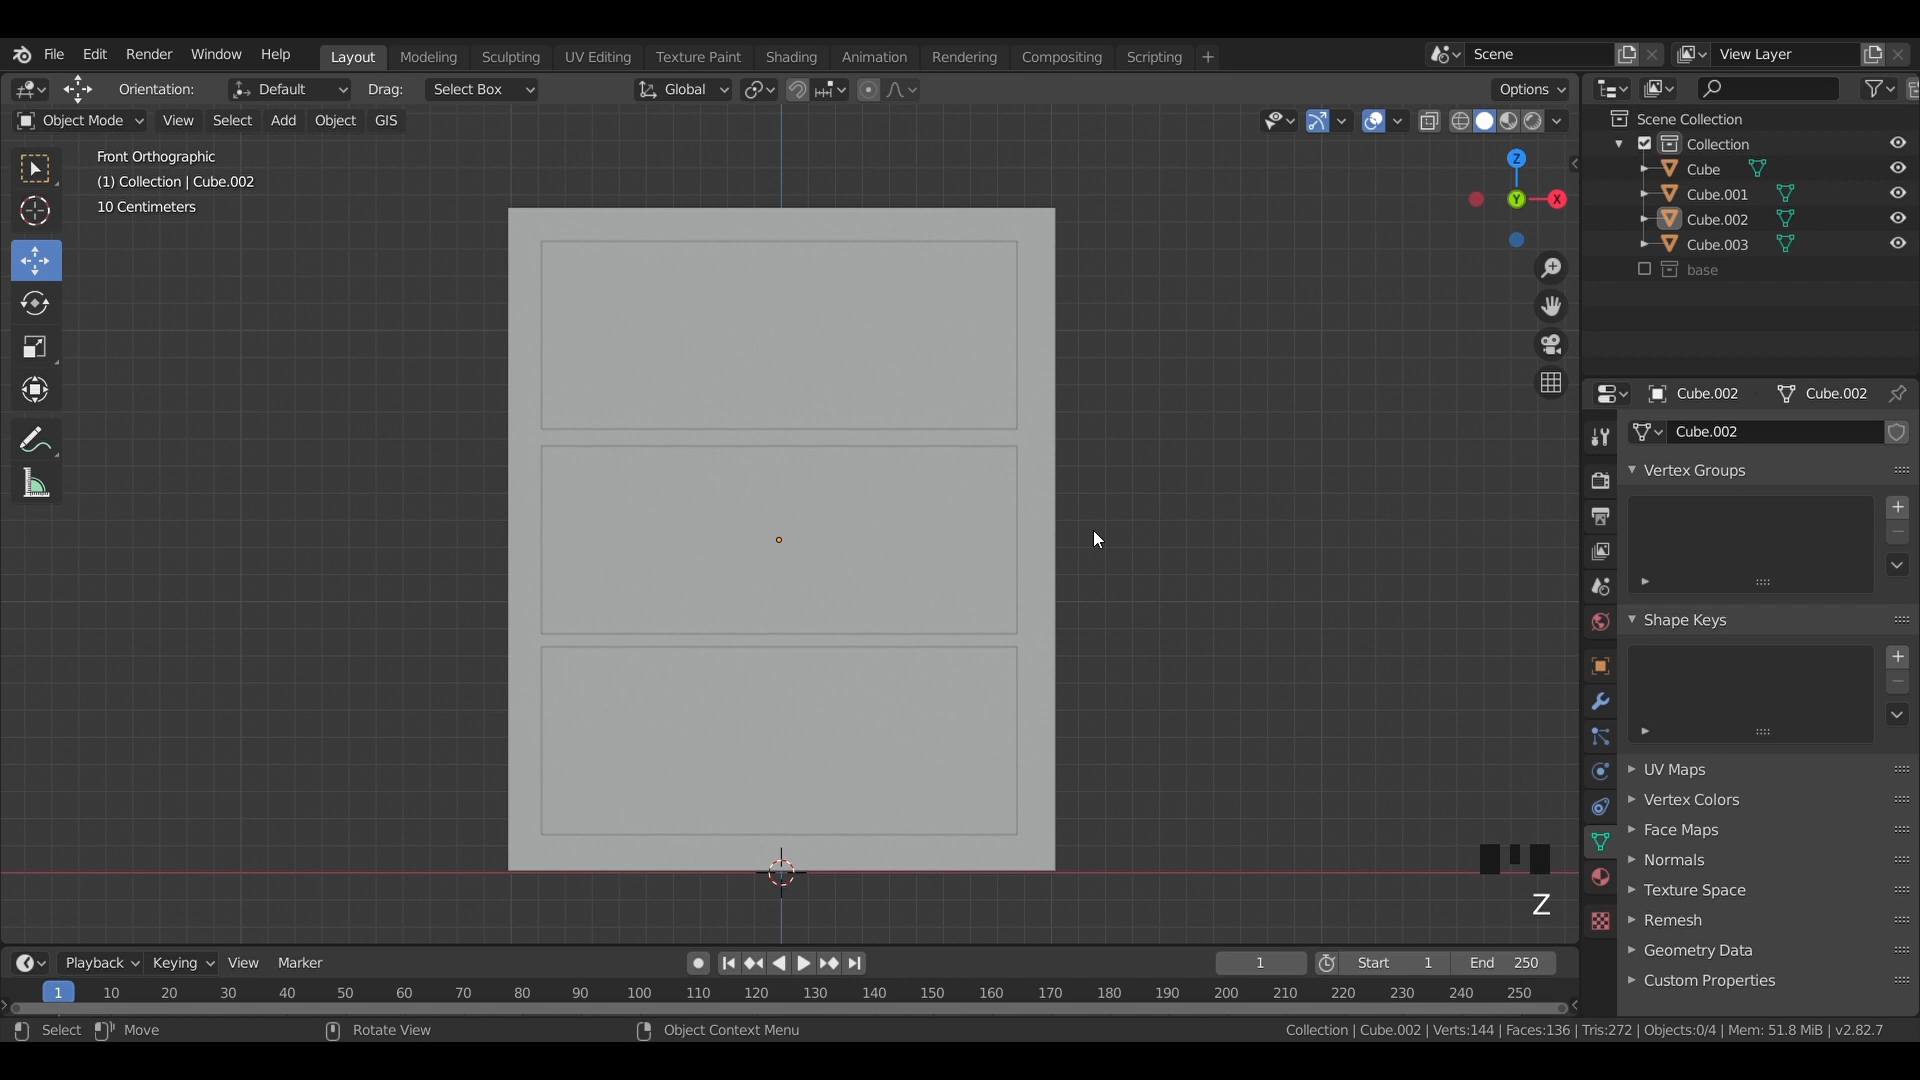 File Edit Render Window Help Layout Modeling Sculpting UV Editing Texture Paint Shading Animation Rendering Compositing Scripting + Scene View Layer
Orientation: Default Drag: Select Box Global Options
Object Mode View Select Add Object GIS
Front Orthographic
(1) Collection | Cube.002
10 Centimeters
Z
Y
X
Scene Collection
Collection
Cube
Cube.001
Cube.002
Cube.003
base
Cube.002 Cube.002
Cube.002
Vertex Groups
Shape Keys
UV Maps
Vertex Colors
Face Maps
Normals
Texture Space
Remesh
Geometry Data
Custom Properties
Z
Playback Keying View Marker 1 Start 1 End 250
1 10 20 30 40 50 60 70 80 90 100 110 120 130 140 150 160 170 180 190 200 210 220 230 240 250
Select Move Rotate View Object Context Menu Collection | Cube.002 | Verts:144 | Faces:136 | Tris:272 | Objects:0/4 | Mem: 51.8 MiB | v2.82.7